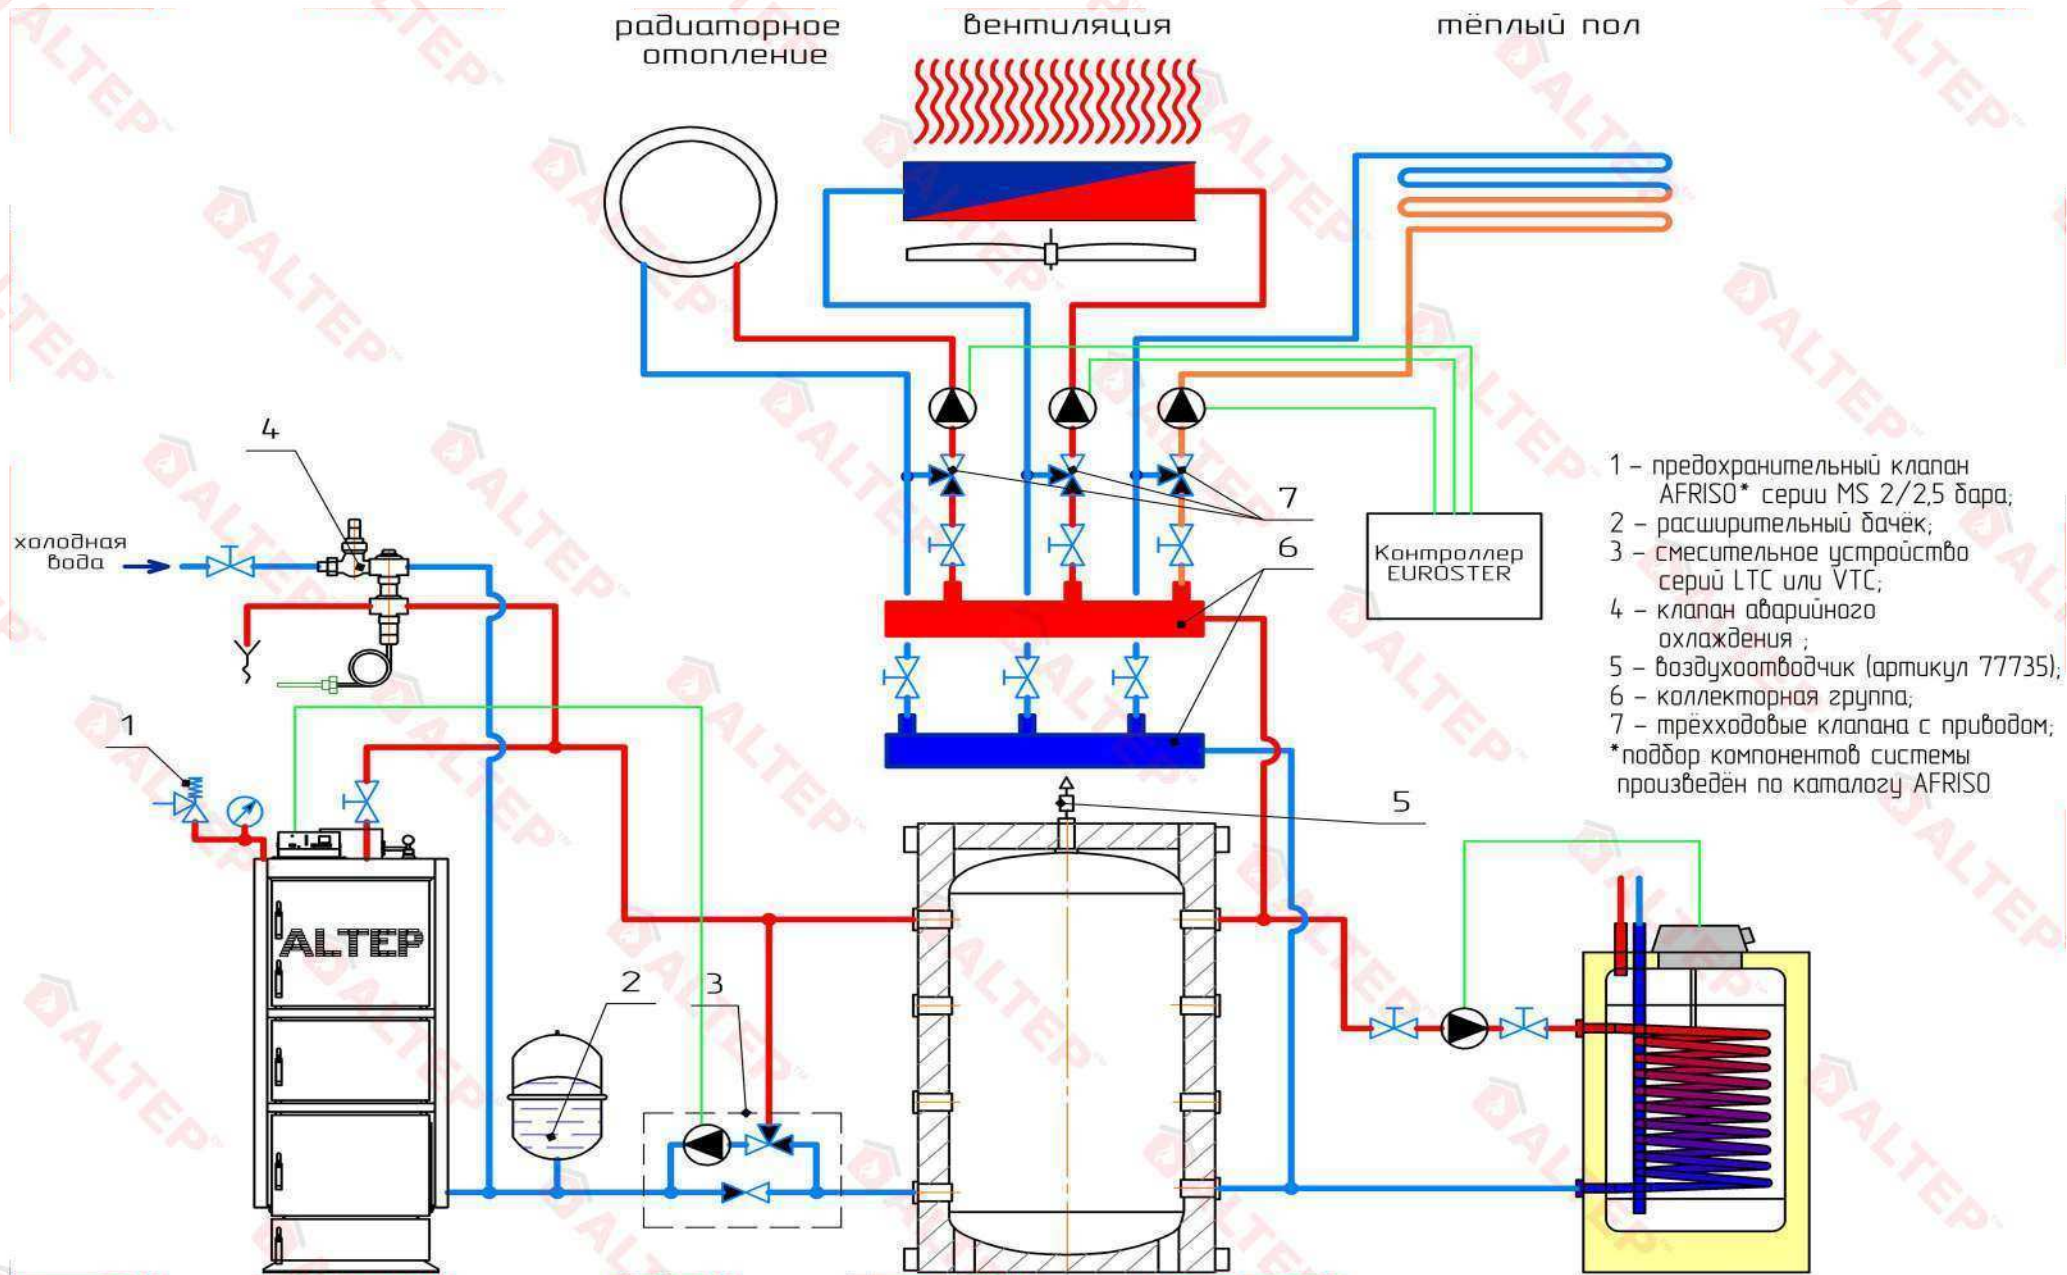 радиаторное
отопление
вентиляция
тёплый пол
4
холодная
вода
1
7
6
Контроллер
EUROSTER
1 – предохранительный клапан
AFRISO* серии MS 2/2,5 бара;
2 – расширительный бачёк;
3 – смесительное устройство
серий LTC или VTC;
4 – клапан аварийного
охлаждения ;
5 – воздухоотводчик (артикул 77735);
6 – коллекторная группа;
7 – трёхходовые клапана с приводом;
*подбор компонентов системы
произведён по каталогу AFRISO
5
ALTEP
2
3